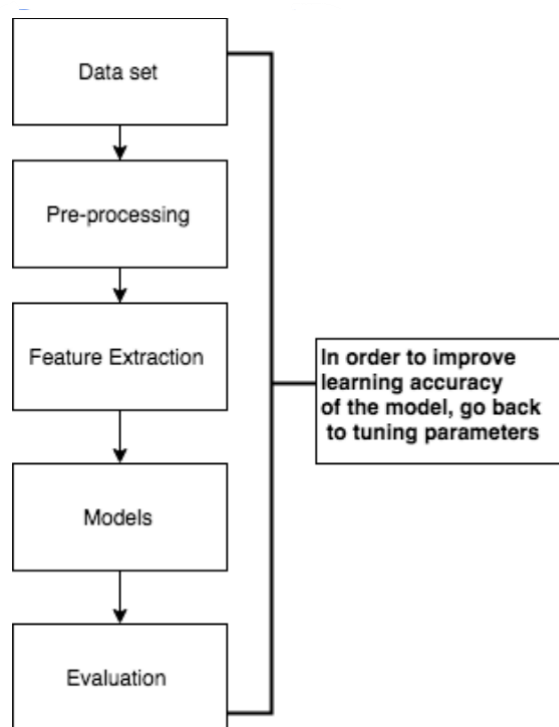 Data set
Pre-processing
Feature Extraction
Models
Evaluation
In order to improve
learning accuracy
of the model, go back
to tuning parameters